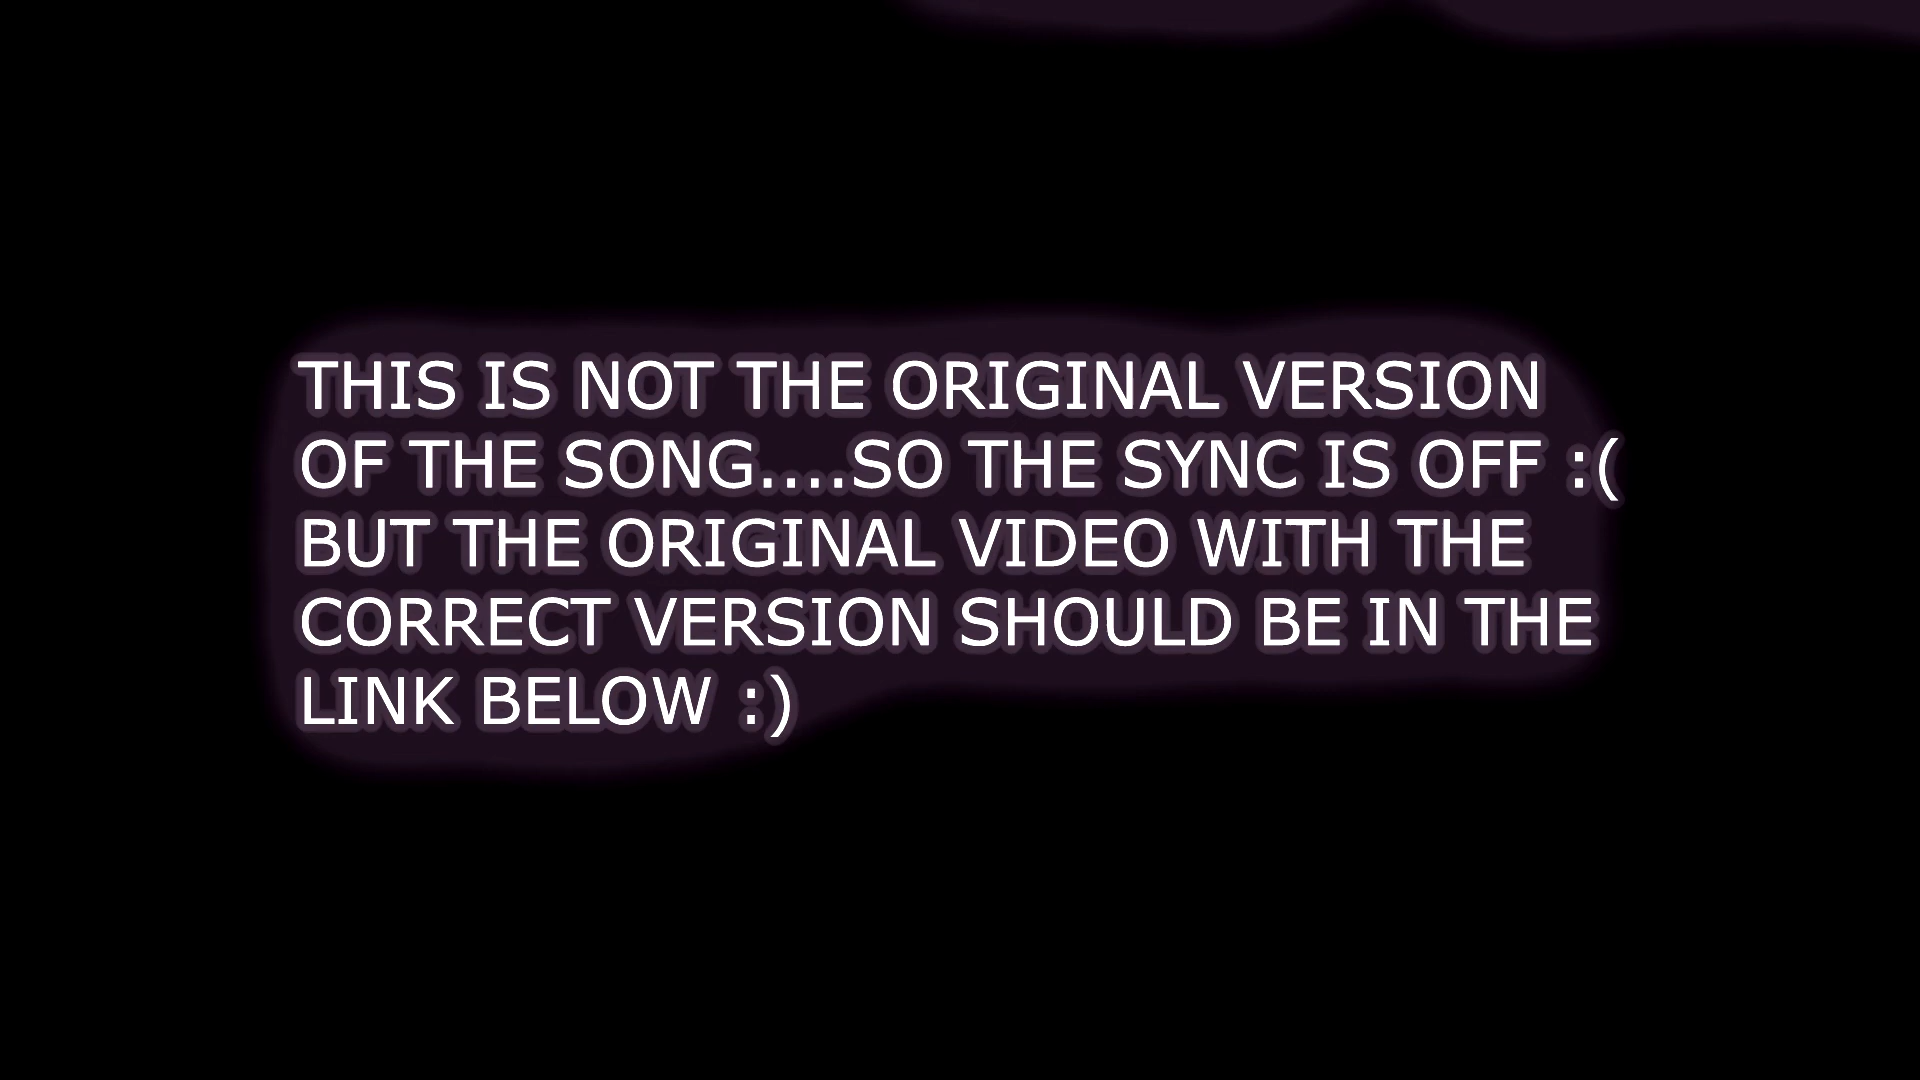 THIS IS NOT THE ORIGINAL VERSION
OF THE SONG....SO THE SYNC IS OFF :(
BUT THE ORIGINAL VIDEO WITH THE
CORRECT VERSION SHOULD BE IN THE
LINK BELOW :)